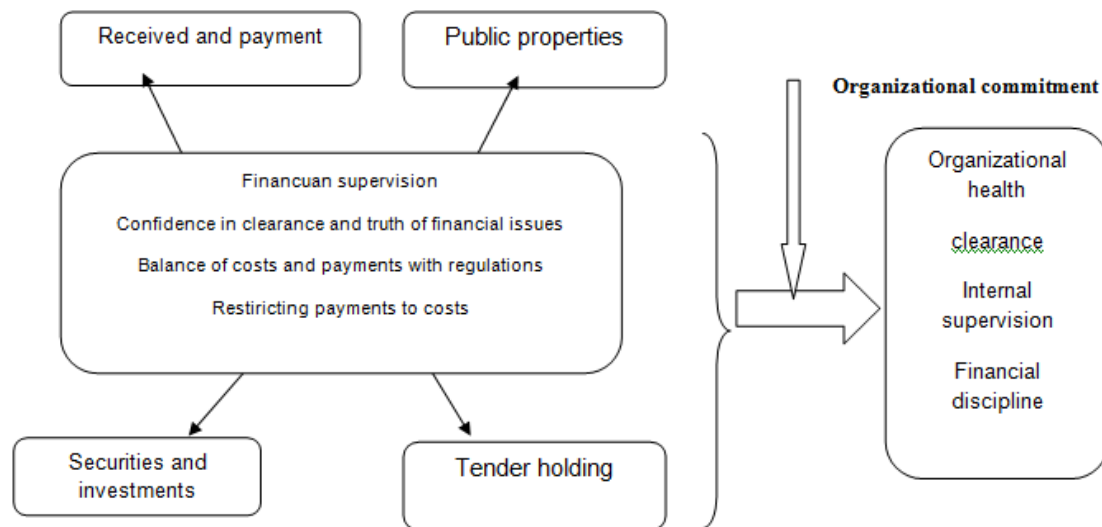 Received and payment
Public properties
Organizational commitment
Financuan supervision
Confidence in clearance and truth of financial issues
Balance of costs and payments with regulations
Restiricting payments to costs
Organizational
health
clearance
Internal
supervision
Financial
discipline
Securities and
investments
Tender holding